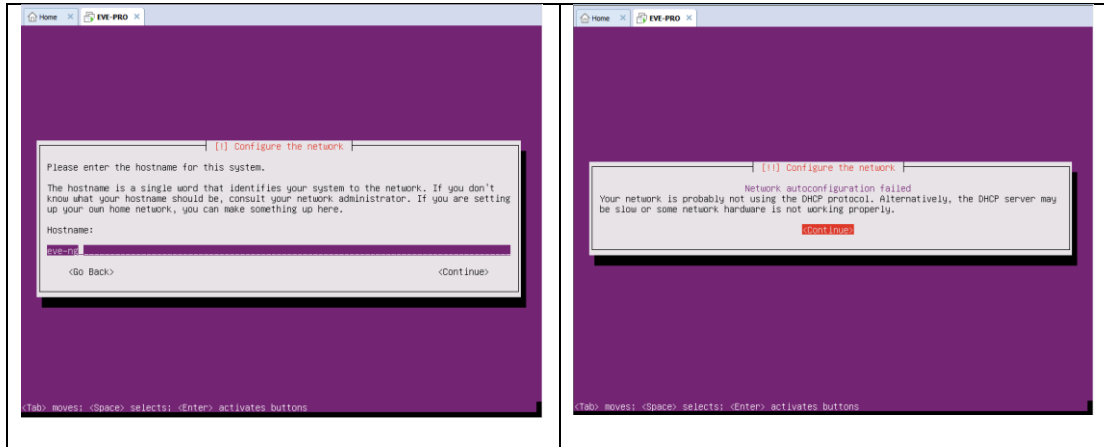 Home × EVE-PRO ×
[!] Configure the network
Please enter the hostname for this system.
The hostname is a single word that identifies your system to the network. If you don't
know what your hostname should be, consult your network administrator. If you are setting
up your own home network, you can make something up here.
Hostname:
eve-ng
<Go Back> <Continue>
<Tab> moves; <Space> selects; <Enter> activates buttons
Home × EVE-PRO ×
[!!] Configure the network
Network autoconfiguration failed
Your network is probably not using the DHCP protocol. Alternatively, the DHCP server may
be slow or some network hardware is not working properly.
<Continue>
<Tab> moves; <Space> selects; <Enter> activates buttons